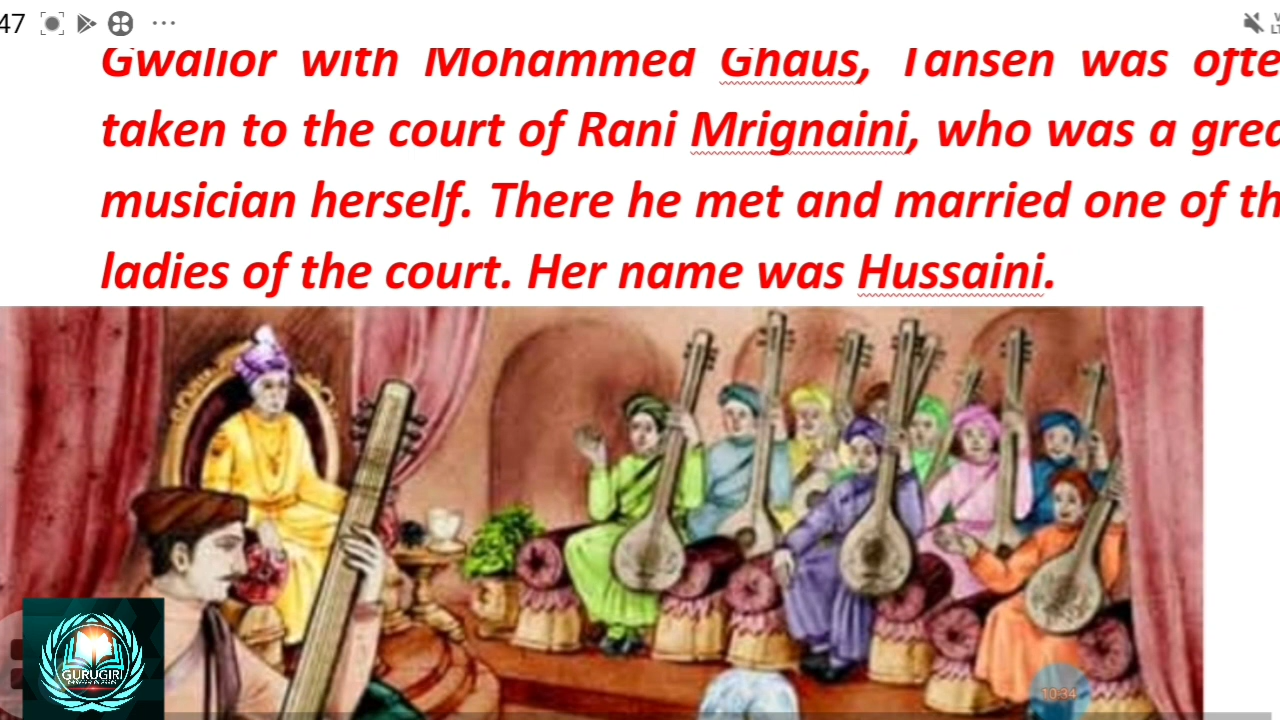 47
LT
Gwalior with Mohammed Ghaus, Tansen was ofte
taken to the court of Rani Mrignaini, who was a grea
musician herself. There he met and married one of th
ladies of the court. Her name was Hussaini.
GURUGIRI
10:34